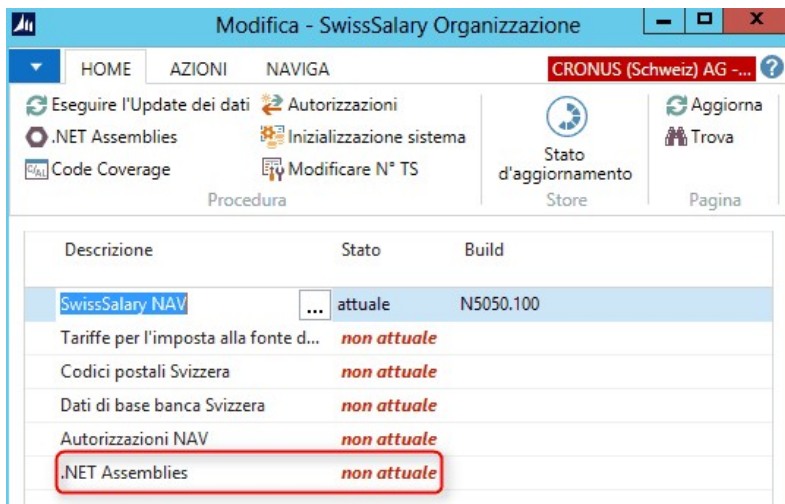 Modifica - SwissSalary Organizzazione
HOME AZIONI NAVIGA CRONUS (Schweiz) AG -... ?
Eseguire l'Update dei dati Autorizzazioni Aggiorna
.NET Assemblies Inizializzazione sistema Trova
Code Coverage Modificare N° TS
Stato
d'aggiornamento
Procedura Store Pagina
Descrizione Stato Build
SwissSalary NAV ... attuale N5050.100
Tariffe per l'imposta alla fonte d... non attuale
Codici postali Svizzera non attuale
Dati di base banca Svizzera non attuale
Autorizzazioni NAV non attuale
.NET Assemblies non attuale